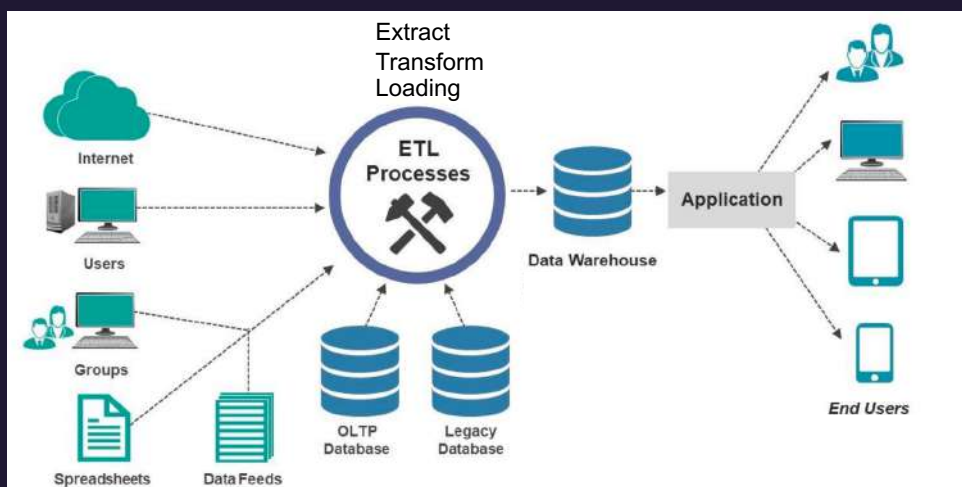 Extract
Transform
Loading
Internet
Users
Groups
Spreadsheets
Data Feeds
ETL
Processes
OLTP
Database
Legacy
Database
Data Warehouse
Application
End Users